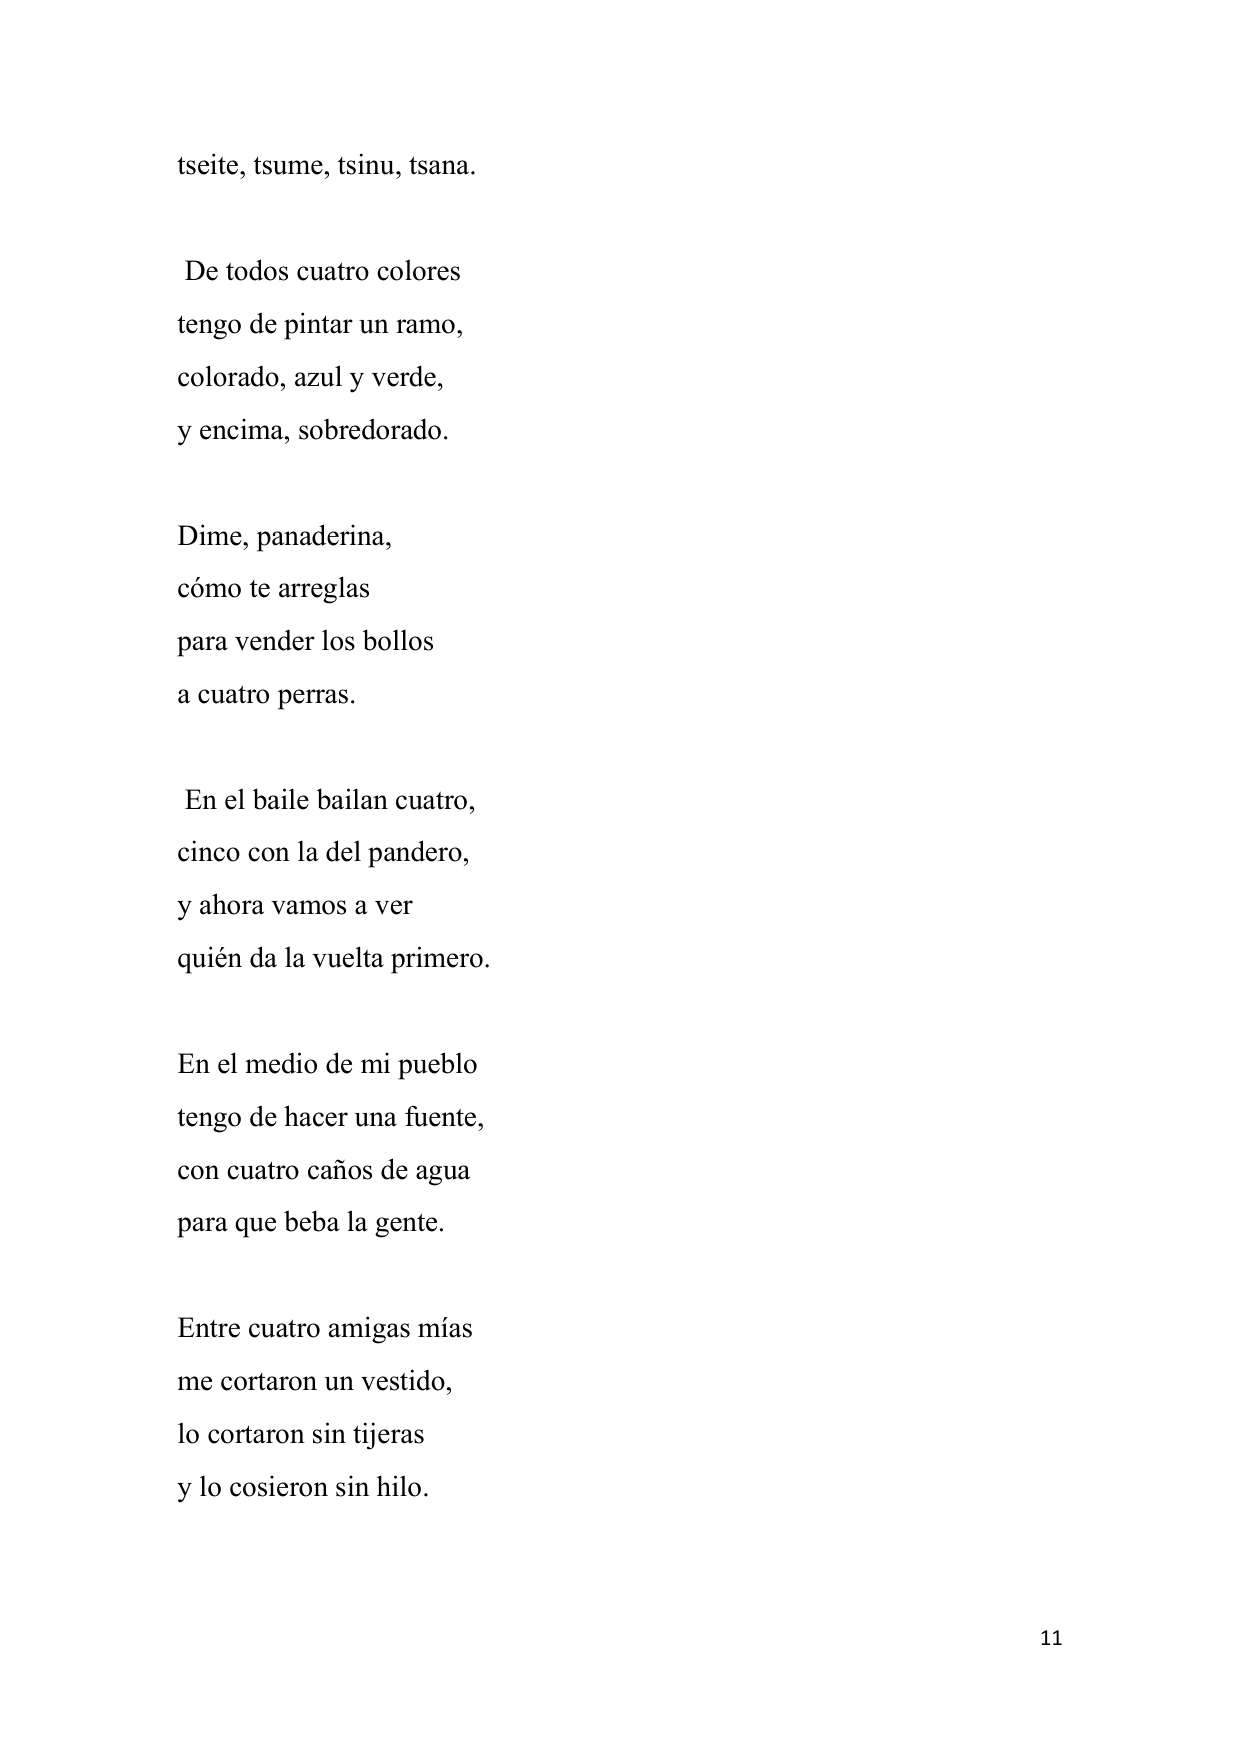 tseite, tsume, tsinu, tsana.
De todos cuatro colores
tengo de pintar un ramo,
colorado, azul y verde,
y encima, sobredorado.
Dime, panaderina,
cómo te arreglas
para vender los bollos
a cuatro perras.
En el baile bailan cuatro,
cinco con la del pandero,
y ahora vamos a ver
quién da la vuelta primero.
En el medio de mi pueblo
tengo de hacer una fuente,
con cuatro caños de agua
para que beba la gente.
Entre cuatro amigas mías
me cortaron un vestido,
lo cortaron sin tijeras
y lo cosieron sin hilo.
11